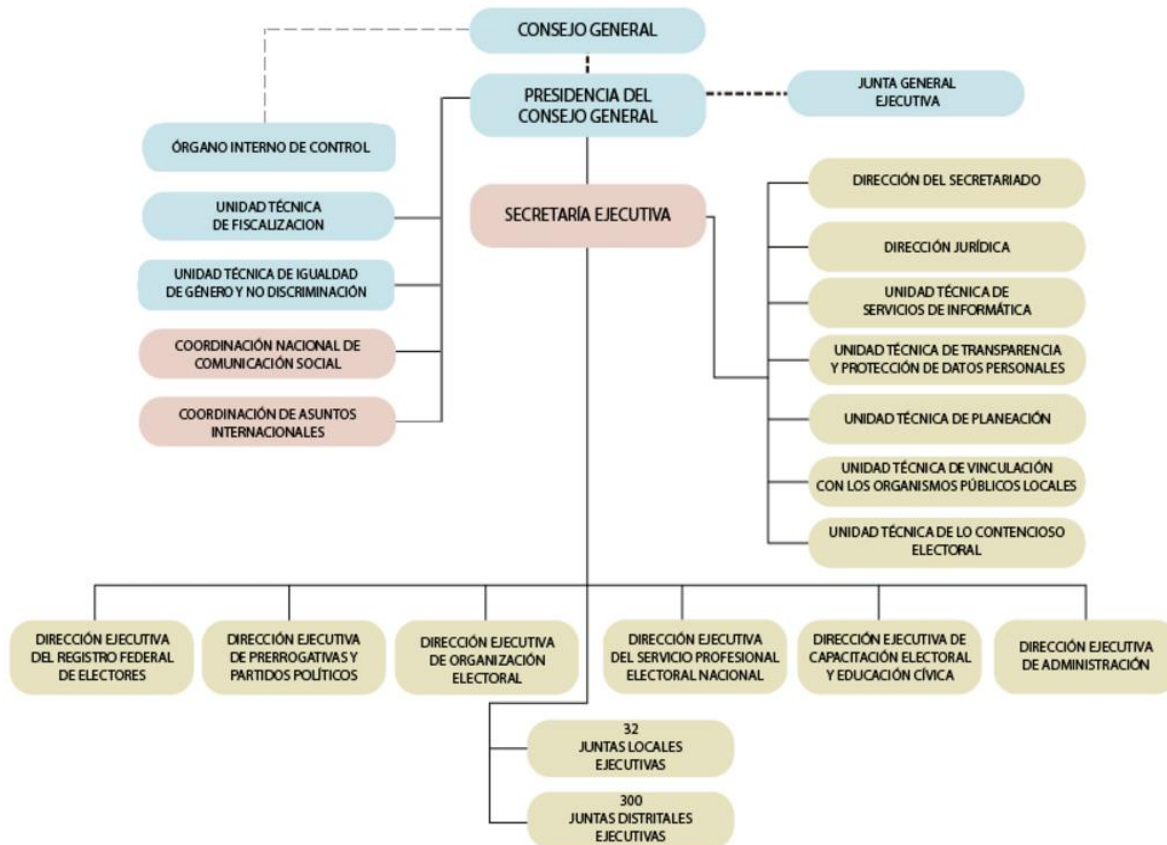 CONSEJO GENERAL
PRESIDENCIA DEL
CONSEJO GENERAL
JUNTA GENERAL
EJECUTIVA
ÓRGANO INTERNO DE CONTROL
UNIDAD TÉCNICA
DE FISCALIZACION
UNIDAD TÉCNICA DE IGUALDAD
DE GÉNERO Y NO DISCRIMINACIÓN
COORDINACIÓN NACIONAL DE
COMUNICACIÓN SOCIAL
COORDINACIÓN DE ASUNTOS
INTERNACIONALES
SECRETARÍA EJECUTIVA
DIRECCIÓN DEL SECRETARIADO
DIRECCIÓN JURÍDICA
UNIDAD TÉCNICA DE
SERVICIOS DE INFORMÁTICA
UNIDAD TÉCNICA DE TRANSPARENCIA
Y PROTECCIÓN DE DATOS PERSONALES
UNIDAD TÉCNICA DE PLANEACIÓN
UNIDAD TÉCNICA DE VINCULACIÓN
CON LOS ORGANISMOS PÚBLICOS LOCALES
UNIDAD TÉCNICA DE LO CONTENCIOSO
ELECTORAL
DIRECCIÓN EJECUTIVA
DEL REGISTRO FEDERAL
DE ELECTORES
DIRECCIÓN EJECUTIVA
DE PRERROGATIVAS Y
PARTIDOS POLÍTICOS
DIRECCIÓN EJECUTIVA
DE ORGANIZACIÓN
ELECTORAL
DIRECCIÓN EJECUTIVA
DEL SERVICIO PROFESIONAL
ELECTORAL NACIONAL
DIRECCIÓN EJECUTIVA DE
CAPACITACIÓN ELECTORAL
Y EDUCACIÓN CÍVICA
DIRECCIÓN EJECUTIVA
DE ADMINISTRACIÓN
32
JUNTAS LOCALES
EJECUTIVAS
300
JUNTAS DISTRITALES
EJECUTIVAS